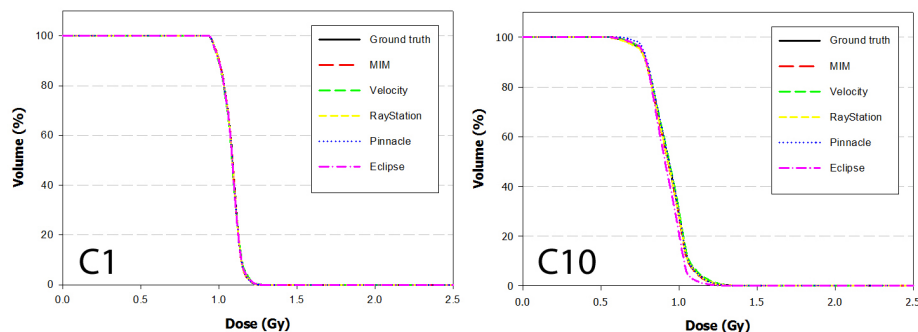 100
80
60
40
20
0
Volume (%)
Ground truth
MIM
Velocity
RayStation
Pinnacle
Eclipse
C1
0.0 0.5 1.0 1.5 2.0 2.5
Dose (Gy)
100
80
60
40
20
0
Volume (%)
Ground truth
MIM
Velocity
RayStation
Pinnacle
Eclipse
C10
0.0 0.5 1.0 1.5 2.0 2.5
Dose (Gy)